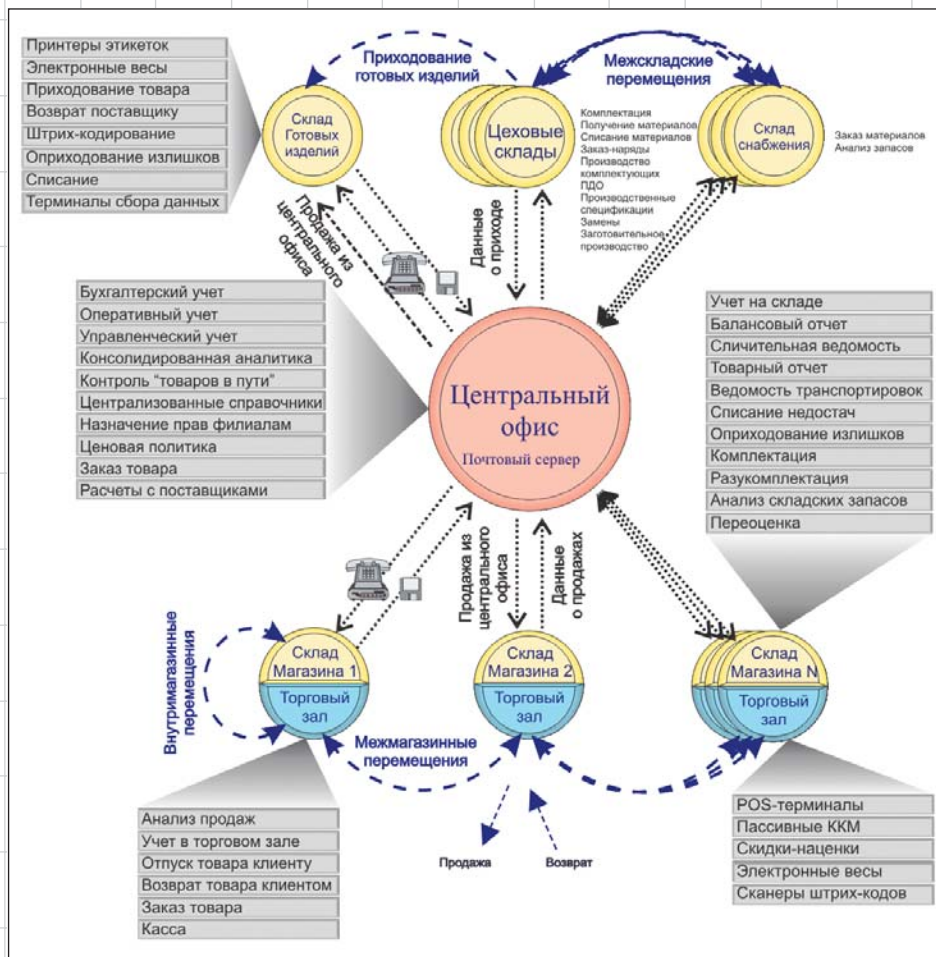 Принтеры этикеток
Электронные весы
Приходование товара
Возврат поставщику
Штрих-кодирование
Оприходование излишков
Списание
Терминалы сбора данных
Приходование
готовых изделий
Межскладские
перемещения
Склад
Готовых
изделий
Цеховые
склады
Комплектация
Получение материалов
Списание материалов
Заказ-наряды
Производство
комплектующих
ПДО
Производственные
спецификации
Замены
Заготовительное
производство
Склад
снабжения
Заказ материалов
Анализ запасов
Продажа из
центрального
офиса
Данные
о приходе
Бухгалтерский учет
Оперативный учет
Управленческий учет
Консолидированная аналитика
Контроль "товаров в пути"
Централизованные справочники
Назначение прав филиалам
Ценовая политика
Заказ товара
Расчеты с поставщиками
Центральный
офис
Почтовый сервер
Учет на складе
Балансовый отчет
Сличительная ведомость
Товарный отчет
Ведомость транспортировок
Списание недостач
Оприходование излишков
Комплектация
Разукомплектация
Анализ складских запасов
Переоценка
Продажа из
центрального
офиса
Данные
о продажах
Внутримагазинные
перемещения
Склад
Магазина 1
Торговый
зал
Склад
Магазина 2
Торговый
зал
Склад
Магазина N
Торговый
зал
Межмагазинные
перемещения
Продажа
Возврат
Анализ продаж
Учет в торговом зале
Отпуск товара клиенту
Возврат товара клиентом
Заказ товара
Касса
POS-терминалы
Пассивные ККМ
Скидки-наценки
Электронные весы
Сканеры штрих-кодов